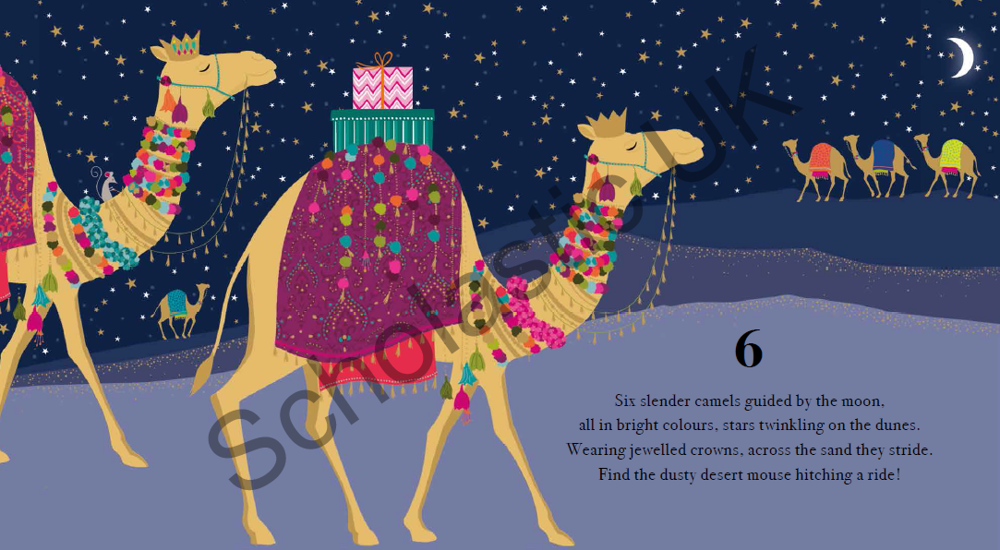 Scholastic UK
6
Six slender camels guided by the moon,
all in bright colours, stars twinkling on the dunes.
Wearing jewelled crowns, across the sand they stride.
Find the dusty desert mouse hitching a ride!